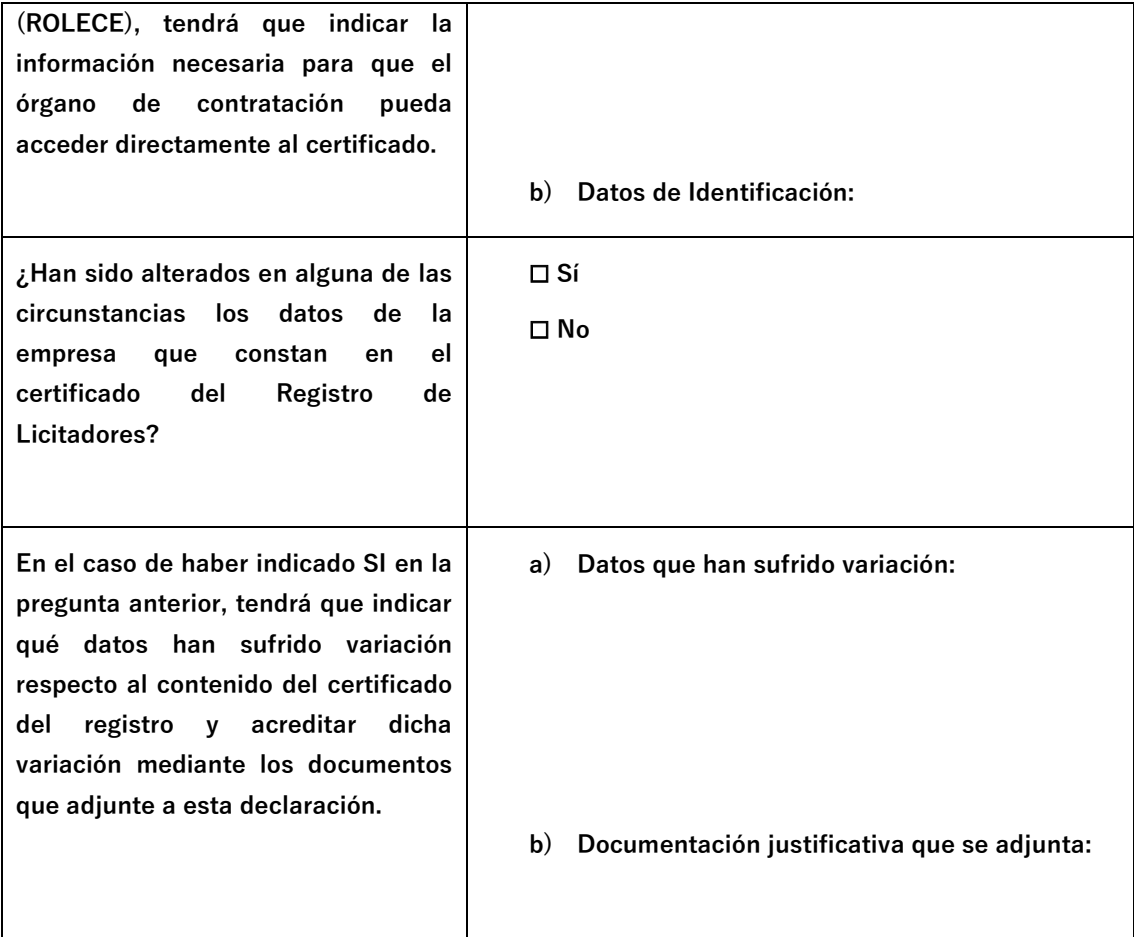 (ROLECE), tendrá que indicar la
información necesaria para que el
órgano de contratación pueda
acceder directamente al certificado.
b) Datos de Identificación:
¿Han sido alterados en alguna de las
circunstancias los datos de la
empresa que constan en el
certificado del Registro de
Licitadores?
☐ Sí
☐ No
En el caso de haber indicado SI en la
pregunta anterior, tendrá que indicar
qué datos han sufrido variación
respecto al contenido del certificado
del registro y acreditar dicha
variación mediante los documentos
que adjunte a esta declaración.
a) Datos que han sufrido variación:
b) Documentación justificativa que se adjunta: